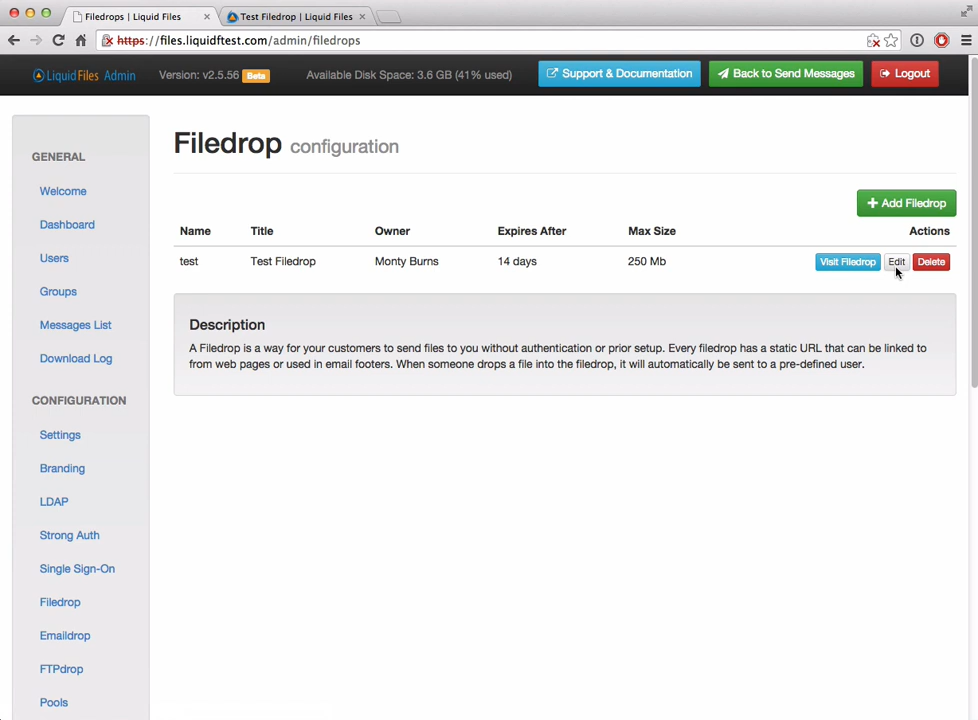 Filedrops | Liquid Files
Test Filedrop | Liquid Files
https://files.liquidftest.com/admin/filedrops
LiquidFiles Admin
Version: v2.5.56 Beta
Available Disk Space: 3.6 GB (41% used)
Support & Documentation
Back to Send Messages
Logout
GENERAL
Welcome
Dashboard
Users
Groups
Messages List
Download Log
CONFIGURATION
Settings
Branding
LDAP
Strong Auth
Single Sign-On
Filedrop
Emaildrop
FTPdrop
Pools
Filedrop configuration
+ Add Filedrop
Name Title Owner Expires After Max Size Actions
test Test Filedrop Monty Burns 14 days 250 Mb Visit Filedrop Edit Delete
Description
A Filedrop is a way for your customers to send files to you without authentication or prior setup. Every filedrop has a static URL that can be linked to
from web pages or used in email footers. When someone drops a file into the filedrop, it will automatically be sent to a pre-defined user.